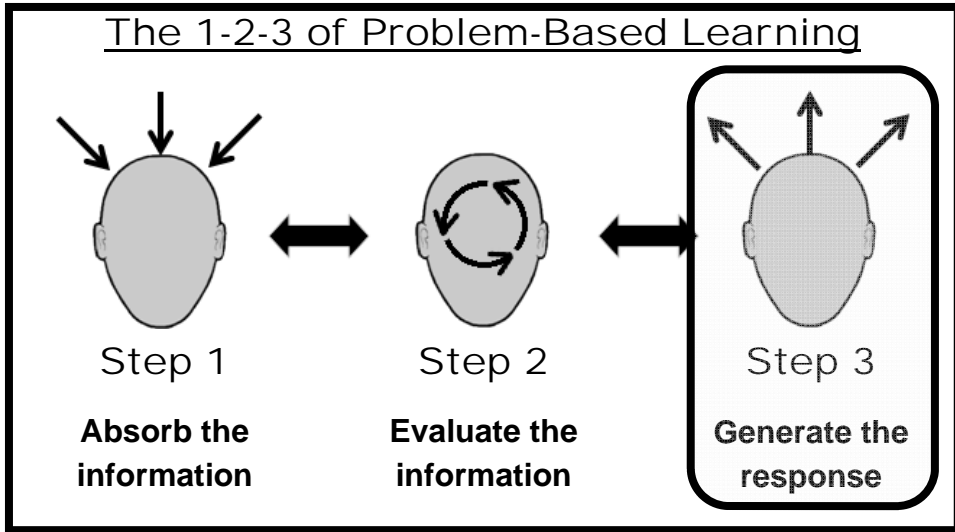 The 1-2-3 of Problem-Based Learning
Step 1
Step 2
Step 3
Absorb the
information
Evaluate the
information
Generate the
response